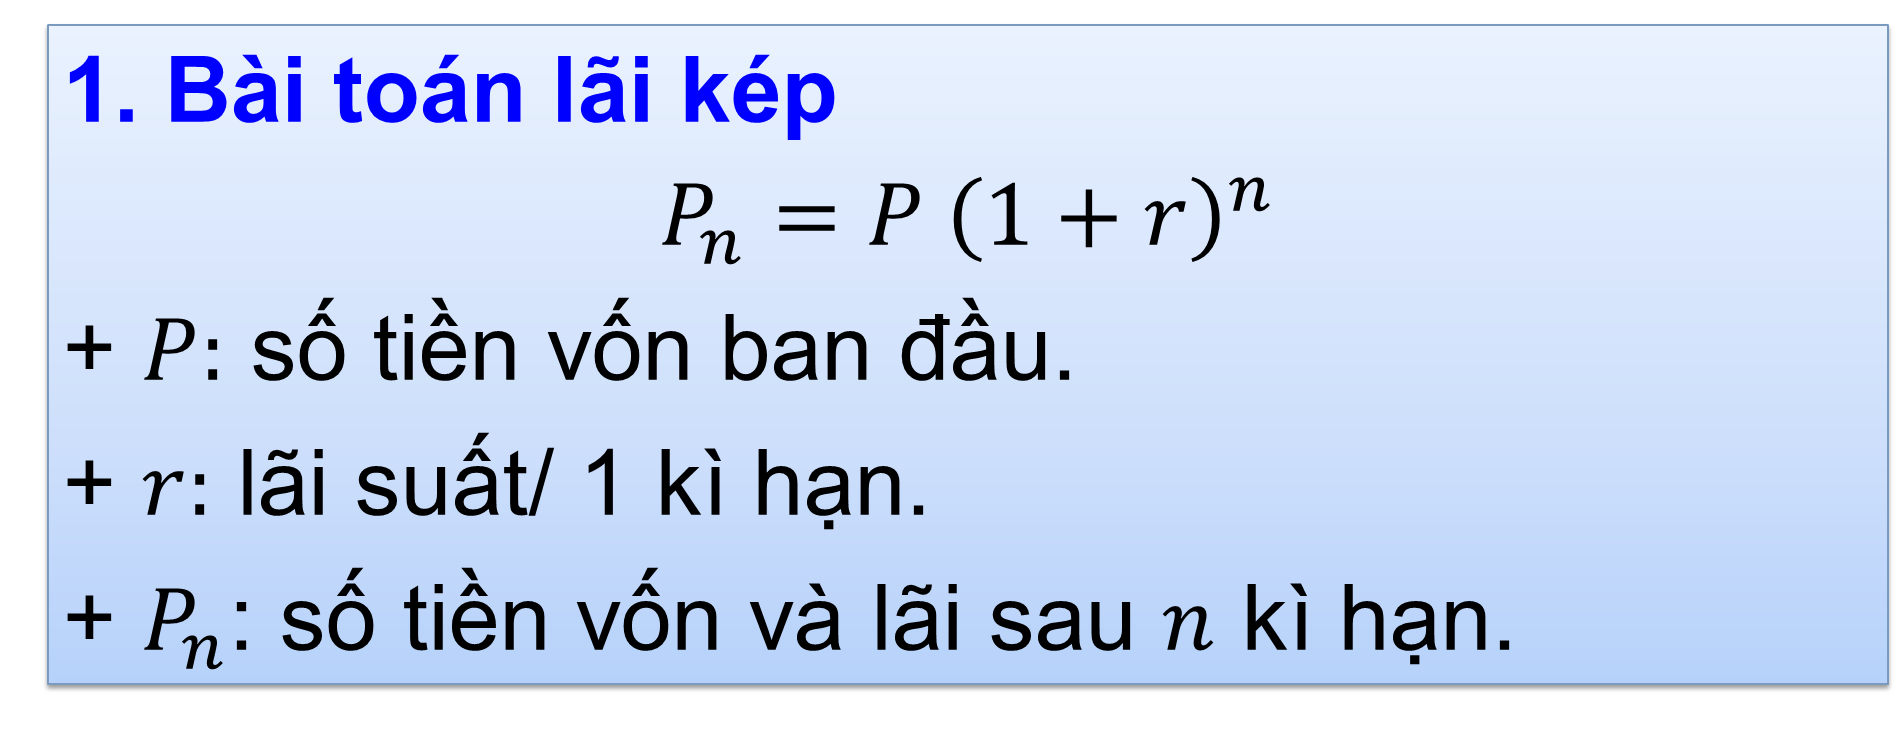 1. Bài toán lãi kép
𝑃ₙ = 𝑃 (1 + 𝑟)ⁿ
+ 𝑃: số tiền vốn ban đầu.
+ 𝑟: lãi suất/ 1 kì hạn.
+ 𝑃ₙ: số tiền vốn và lãi sau 𝑛 kì hạn.